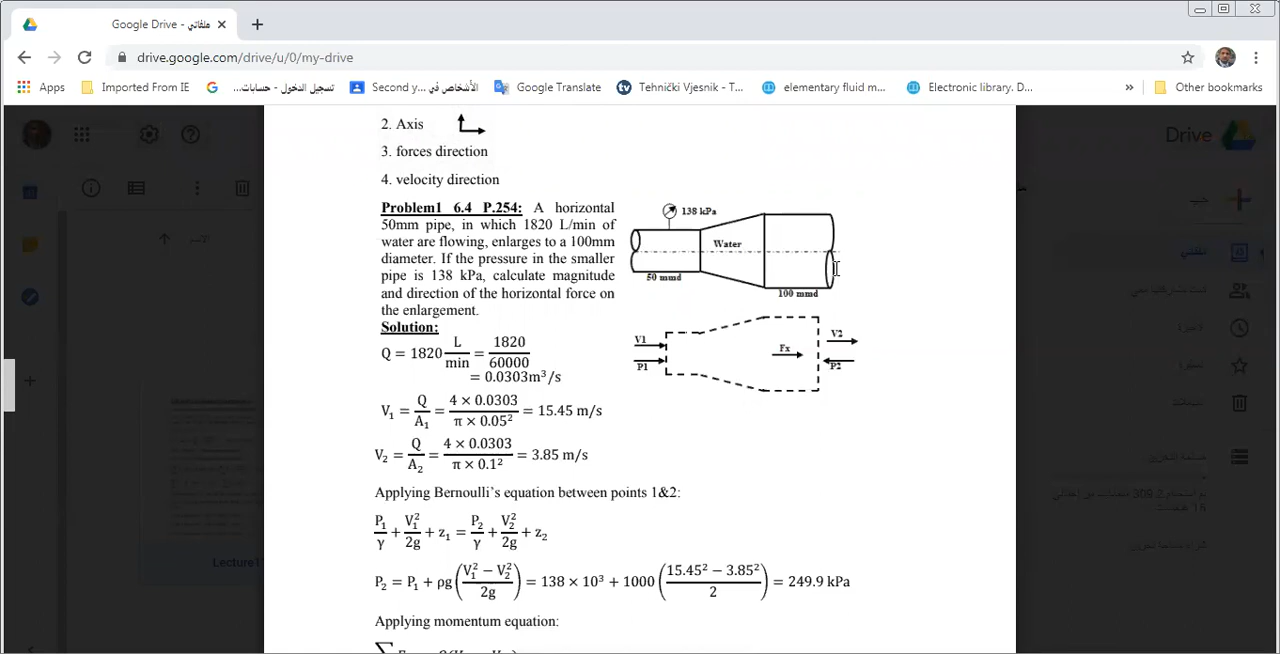 Google Drive - ملفاتي
drive.google.com/drive/u/0/my-drive
Apps
Imported From IE
تسجيل الدخول - حسابات...
Second y... الأشخاص في
Google Translate
Tehnički Vjesnik - T...
elementary fluid m...
Electronic library. D...
»
Other bookmarks
Drive
2. Axis
3. forces direction
4. velocity direction
Problem1 6.4 P.254: A horizontal
50mm pipe, in which 1820 L/min of
water are flowing, enlarges to a 100mm
diameter. If the pressure in the smaller
pipe is 138 kPa, calculate magnitude
and direction of the horizontal force on
the enlargement.
138 kPa
Water
50 mmd
100 mmd
V1
P1
Fx
V2
P2
Solution:
Q = 1820 L/min = 1820/60000
= 0.0303m³/s
V₁ = Q/A₁ = 4 × 0.0303/π × 0.05² = 15.45 m/s
V₂ = Q/A₂ = 4 × 0.0303/π × 0.1² = 3.85 m/s
Applying Bernoulli's equation between points 1&2:
P₁/γ + V₁²/2g + z₁ = P₂/γ + V₂²/2g + z₂
P₂ = P₁ + ρg(V₁² − V₂²/2g) = 138 × 10³ + 1000(15.45² − 3.85²/2) = 249.9 kPa
Applying momentum equation: